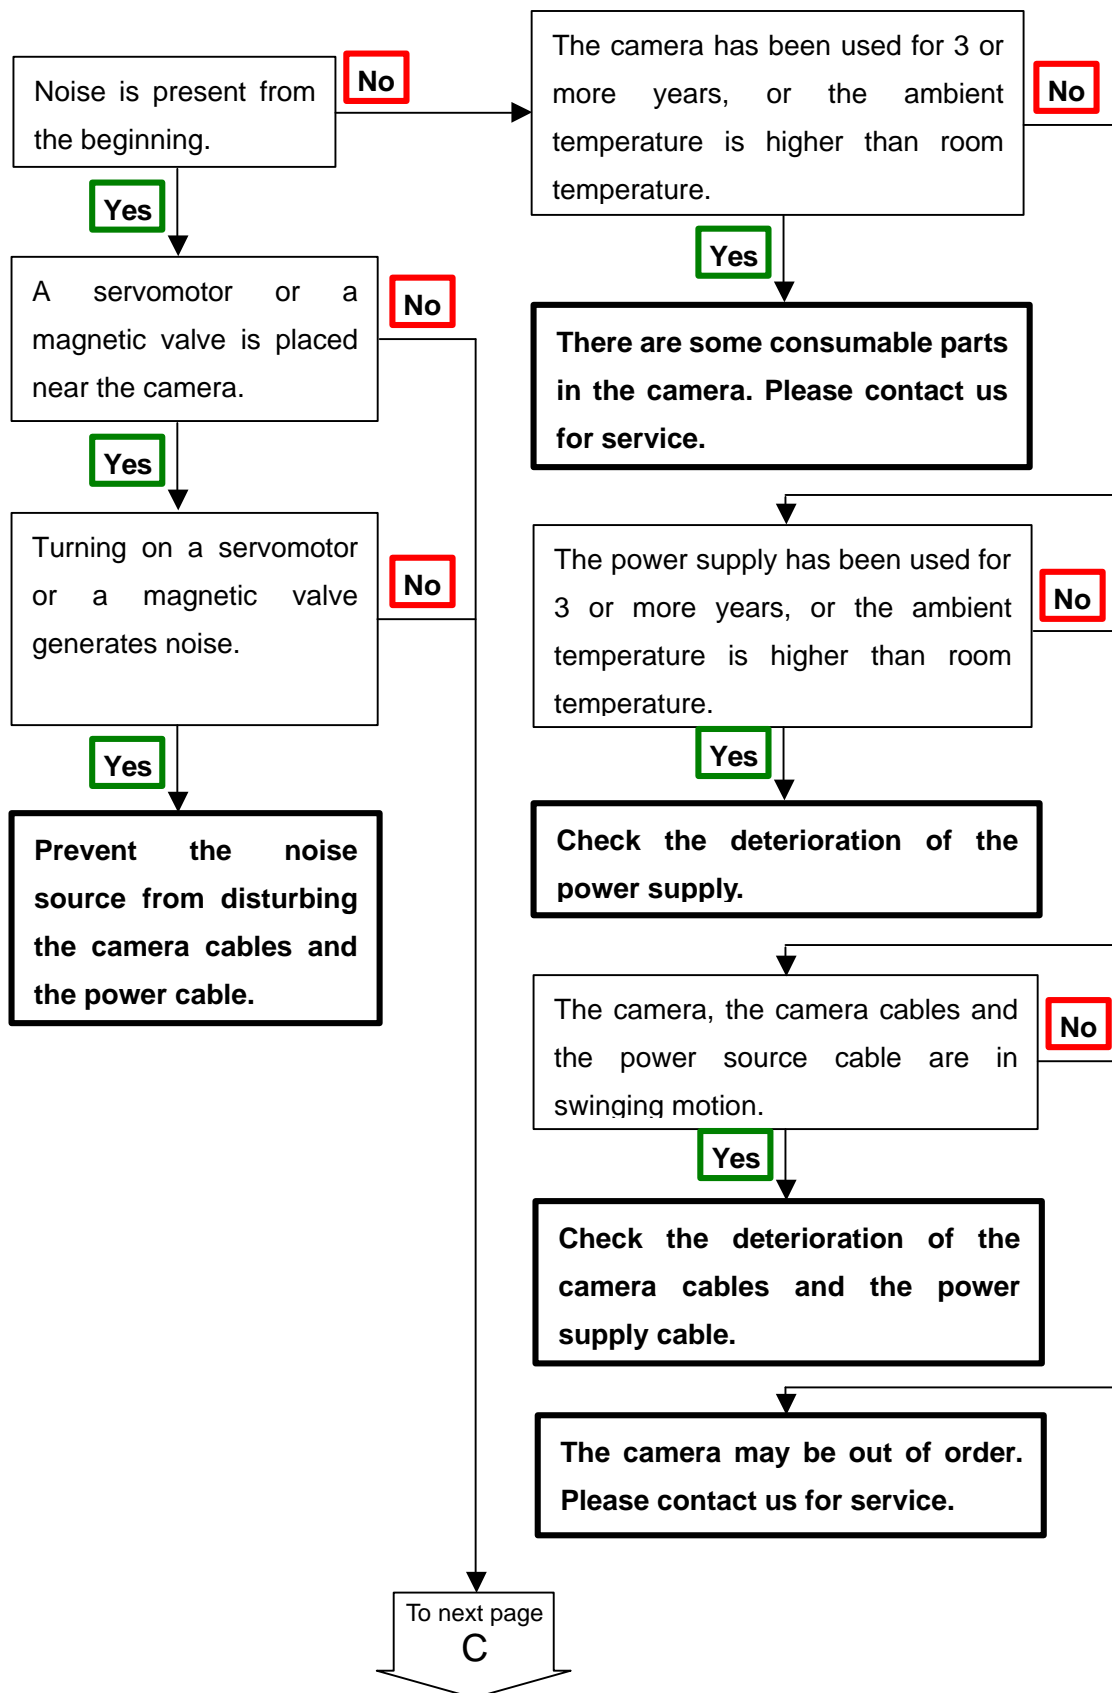 Noise is present from
the beginning.
No
Yes
A servomotor or a
magnetic valve is placed
near the camera.
No
Yes
Turning on a servomotor
or a magnetic valve
generates noise.
No
Yes
Prevent the noise
source from disturbing
the camera cables and
the power cable.
The camera has been used for 3 or
more years, or the ambient
temperature is higher than room
temperature.
No
Yes
There are some consumable parts
in the camera. Please contact us
for service.
The power supply has been used for
3 or more years, or the ambient
temperature is higher than room
temperature.
No
Yes
Check the deterioration of the
power supply.
The camera, the camera cables and
the power source cable are in
swinging motion.
No
Yes
Check the deterioration of the
camera cables and the power
supply cable.
The camera may be out of order.
Please contact us for service.
To next page
C